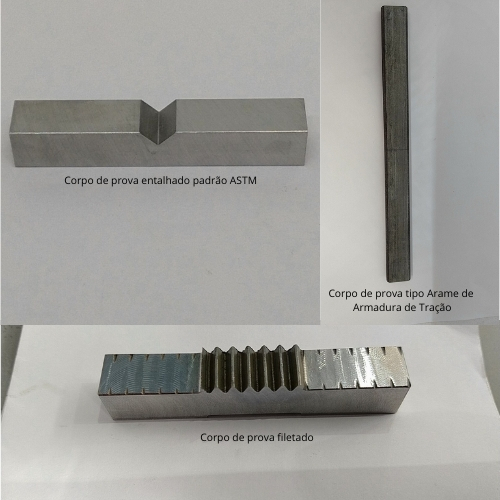 Corpo de prova entalhado padrão ASTM
Corpo de prova tipo Arame de
Armadura de Tração
Corpo de prova filetado